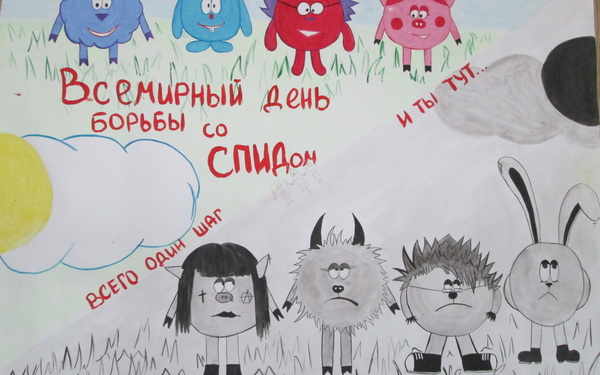 Всемирный день
борьбы со
СПИДом
и ты тут...
всего один шаг